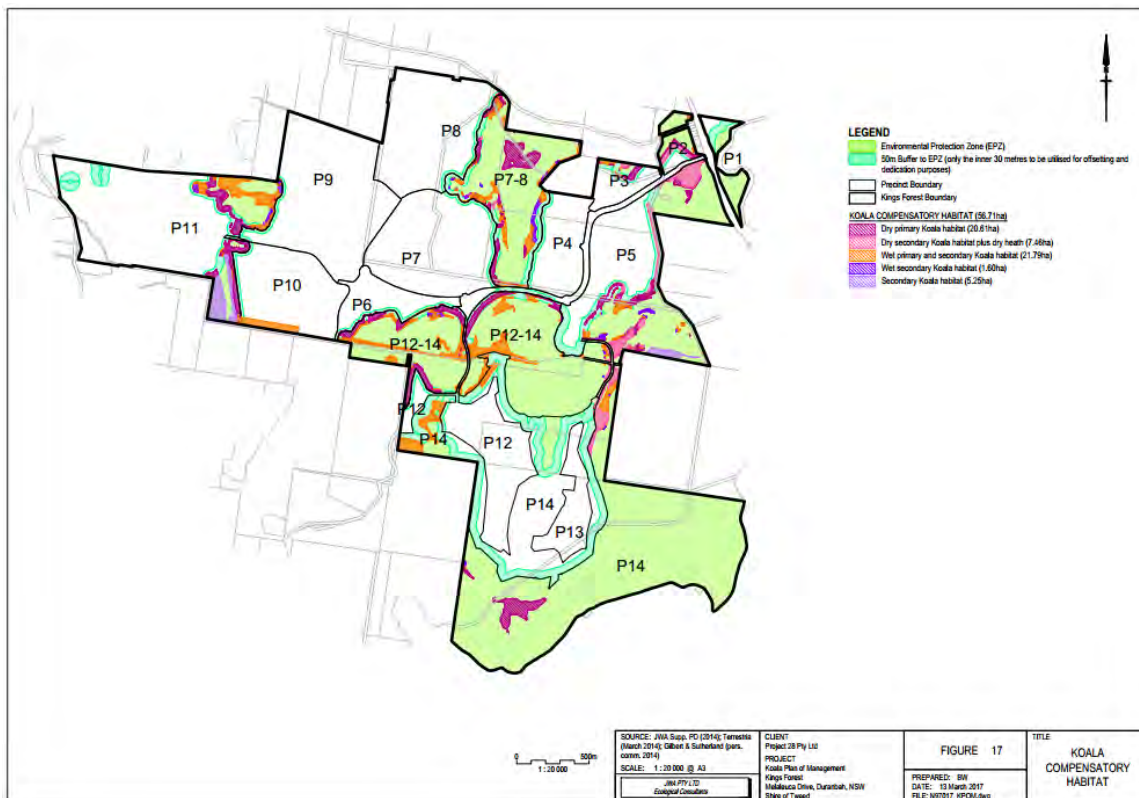 P8
P2
P1
P9
P7-8
P3
P11
P4
P5
P7
P10
P6
P12-14
P12-14
P12
P14
P12
P14
P13
P14
LEGEND
Environmental Protection Zone (EPZ)
50m Buffer to EPZ (only the inner 30 metres to be utilised for offsetting and
dedication purposes)
Precinct Boundary
Kings Forest Boundary
KOALA COMPENSATORY HABITAT (56.71ha)
Dry primary Koala habitat (20.61ha)
Dry secondary Koala habitat plus dry heath (7.46ha)
Wet primary and secondary Koala habitat (21.79ha)
Wet secondary Koala habitat (1.60ha)
Secondary Koala habitat (5.25ha)
0 500m
1 : 20 000
SOURCE: JWA Supp. PD (2014); Terrestria
(March 2014); Gilbert & Sutherland (pers.
comm. 2014)
SCALE: 1 : 20 000 @ A3
JWA PTY LTD
Ecological Consultants
CLIENT
Project 28 Pty Ltd
PROJECT
Koala Plan of Management
Kings Forest
Melaleuca Drive, Duranbah, NSW
Shire of Tweed
FIGURE 17
PREPARED: BW
DATE: 13 March 2017
FILE: N97017_KPOM.dwg
TITLE
KOALA
COMPENSATORY
HABITAT